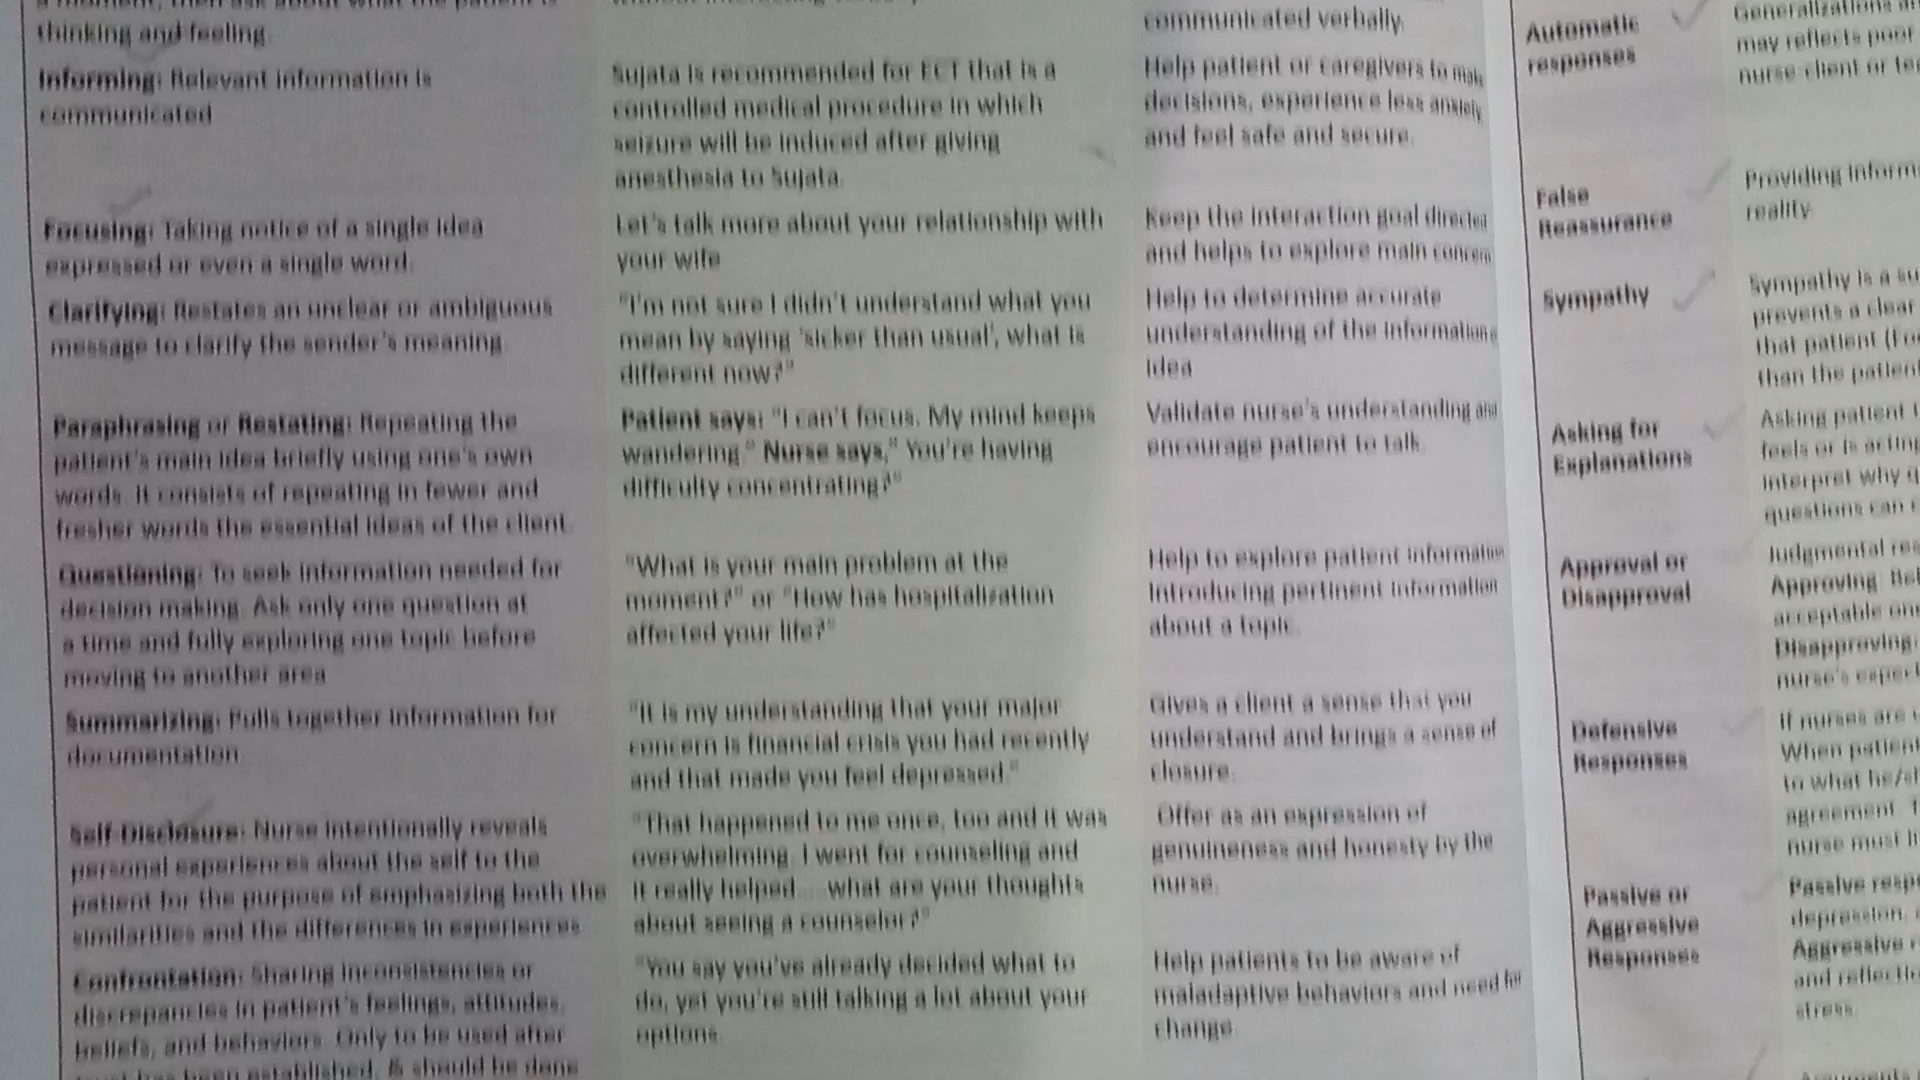 thinking and feeling.
communicated verbally.
Informing: Relevant information is
communicated
Sujata is recommended for ECT that is a
controlled medical procedure in which
seizure will be induced after giving
anesthesia to Sujata.
Help patient or caregivers to make
decisions, experience less anxiety
and feel safe and secure.
Focusing: Taking notice of a single idea
expressed or even a single word.
Let's talk more about your relationship with
your wife
Keep the interaction goal directed
and helps to explore main concern
Clarifying: Restates an unclear or ambiguous
message to clarify the sender's meaning
"I'm not sure I didn't understand what you
mean by saying 'sicker than usual', what is
different now?"
Help to determine accurate
understanding of the information
idea
Paraphrasing or Restating: Repeating the
patient's main idea briefly using one's own
words. It consists of repeating in fewer and
fresher words the essential ideas of the client.
Patient says: "I can't focus. My mind keeps
wandering." Nurse says," You're having
difficulty concentrating?"
Validate nurse's understanding and
encourage patient to talk.
Questioning: To seek information needed for
decision making. Ask only one question at
a time and fully exploring one topic before
moving to another area
"What is your main problem at the
moment?" or "How has hospitalization
affected your life?"
Help to explore patient information
Introducing pertinent information
about a topic.
Summarizing: Pulls together information for
documentation
"It is my understanding that your major
concern is financial crisis you had recently
and that made you feel depressed."
Gives a client a sense that you
understand and brings a sense of
closure.
Self-Disclosure: Nurse intentionally reveals
personal experiences about the self to the
patient for the purpose of emphasizing both the
similarities and the differences in experiences
"That happened to me once, too and it was
overwhelming. I went for counseling and
it really helped.... what are your thoughts
about seeing a counselor?"
Offer as an expression of
genuineness and honesty by the
nurse.
Confrontation: Sharing inconsistencies or
discrepancies in patient's feelings, attitudes,
beliefs, and behaviors. Only to be used after
"You say you've already decided what to
do, yet you're still talking a lot about your
options
Help patients to be aware of
maladaptive behaviors and need for
change.
Automatic
responses
Generalizations
may reflects poor
nurse-client or
False
Reassurance
Providing
reality
Sympathy
Sympathy is a
prevents a clear
that patient
than the patient
Asking for
Explanations
Asking patient
feels or is acting
interpret why
questions can
Approval or
Disapproval
Judgmental
Approving:
acceptable
Disapproving:
nurse's
Defensive
Responses
If nurses are
When patient
to what
agreement.
nurse must
Passive or
Aggressive
Responses
Passive
depression,
Aggressive
and
stress.